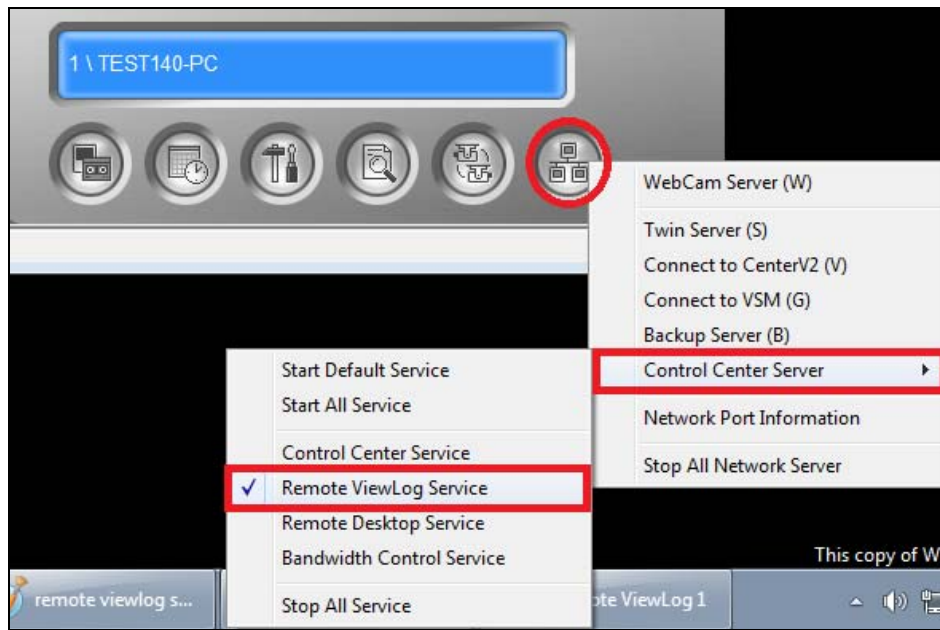 1 \ TEST140-PC
WebCam Server (W)
Twin Server (S)
Connect to CenterV2 (V)
Connect to VSM (G)
Backup Server (B)
Control Center Server
Network Port Information
Stop All Network Server
Start Default Service
Start All Service
Control Center Service
Remote ViewLog Service
Remote Desktop Service
Bandwidth Control Service
Stop All Service
This copy of W
remote viewlog s...
ote ViewLog 1